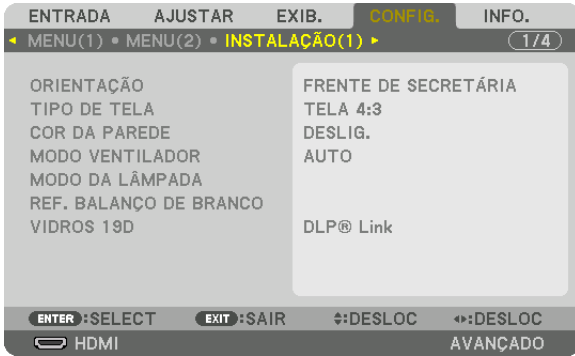 ENTRADA AJUSTAR EXIB. CONFIG. INFO.
◂ MENU(1) • MENU(2) • INSTALAÇÃO(1) ▸ 1/4
ORIENTAÇÃO FRENTE DE SECRETÁRIA
TIPO DE TELA TELA 4:3
COR DA PAREDE DESLIG.
MODO VENTILADOR AUTO
MODO DA LÂMPADA
REF. BALANÇO DE BRANCO
VIDROS 19D DLP® Link
ENTER :SELECT EXIT :SAIR ♦:DESLOC ◂▸:DESLOC
HDMI AVANÇADO